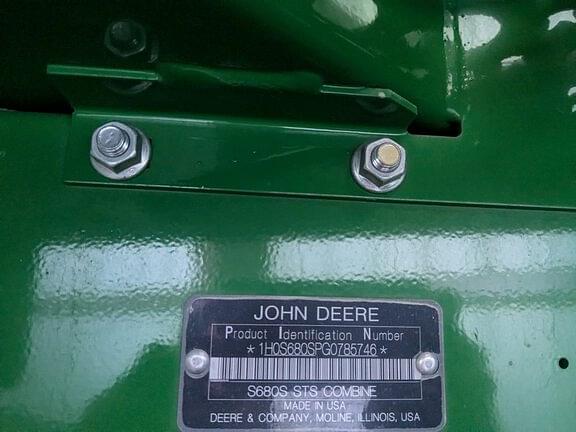 JOHN DEERE
Product Identification Number
*1H0S680SPG0785746*
S680S STS COMBINE
MADE IN USA
DEERE & COMPANY, MOLINE, ILLINOIS, USA